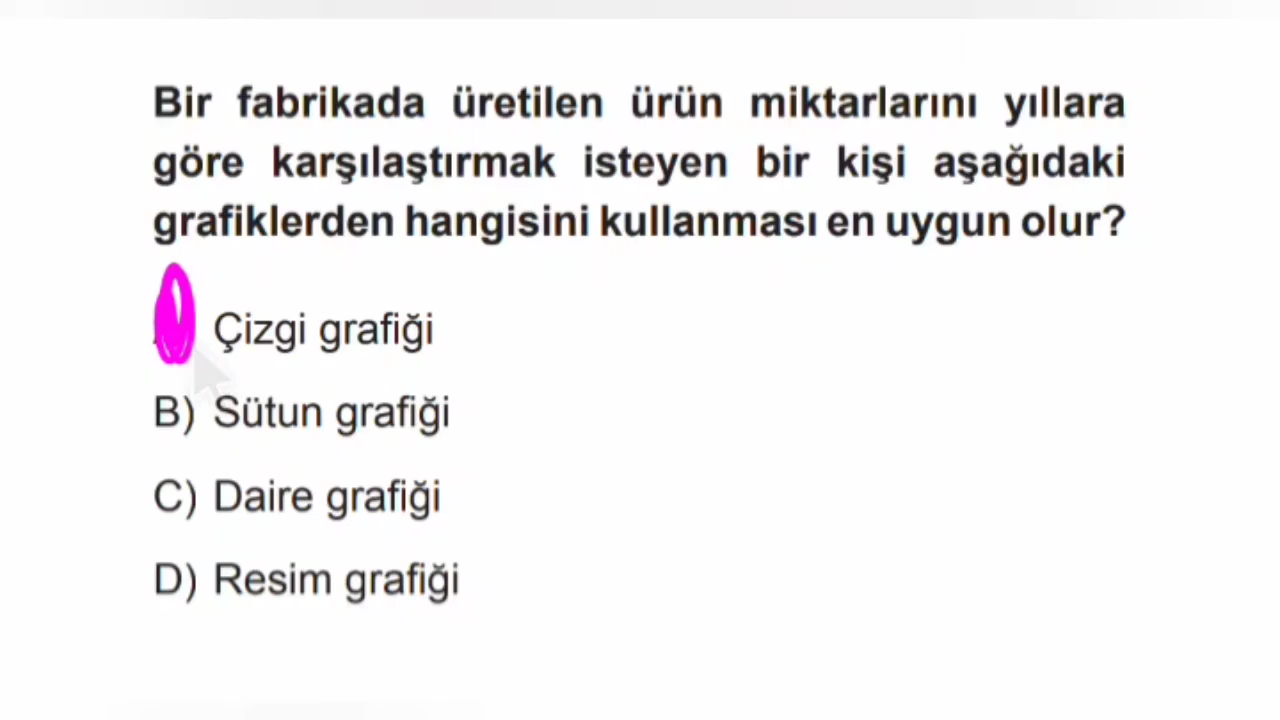 Bir fabrikada üretilen ürün miktarlarını yıllara
göre karşılaştırmak isteyen bir kişi aşağıdaki
grafiklerden hangisini kullanması en uygun olur?
Çizgi grafiği
B) Sütun grafiği
C) Daire grafiği
D) Resim grafiği